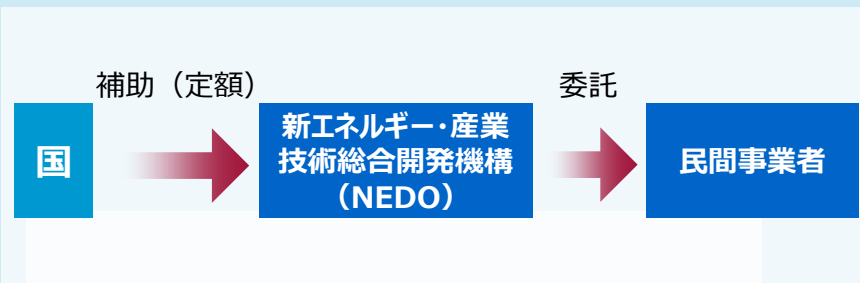 補助（定額）
委託
国
新エネルギー・産業
技術総合開発機構
（NEDO）
民間事業者